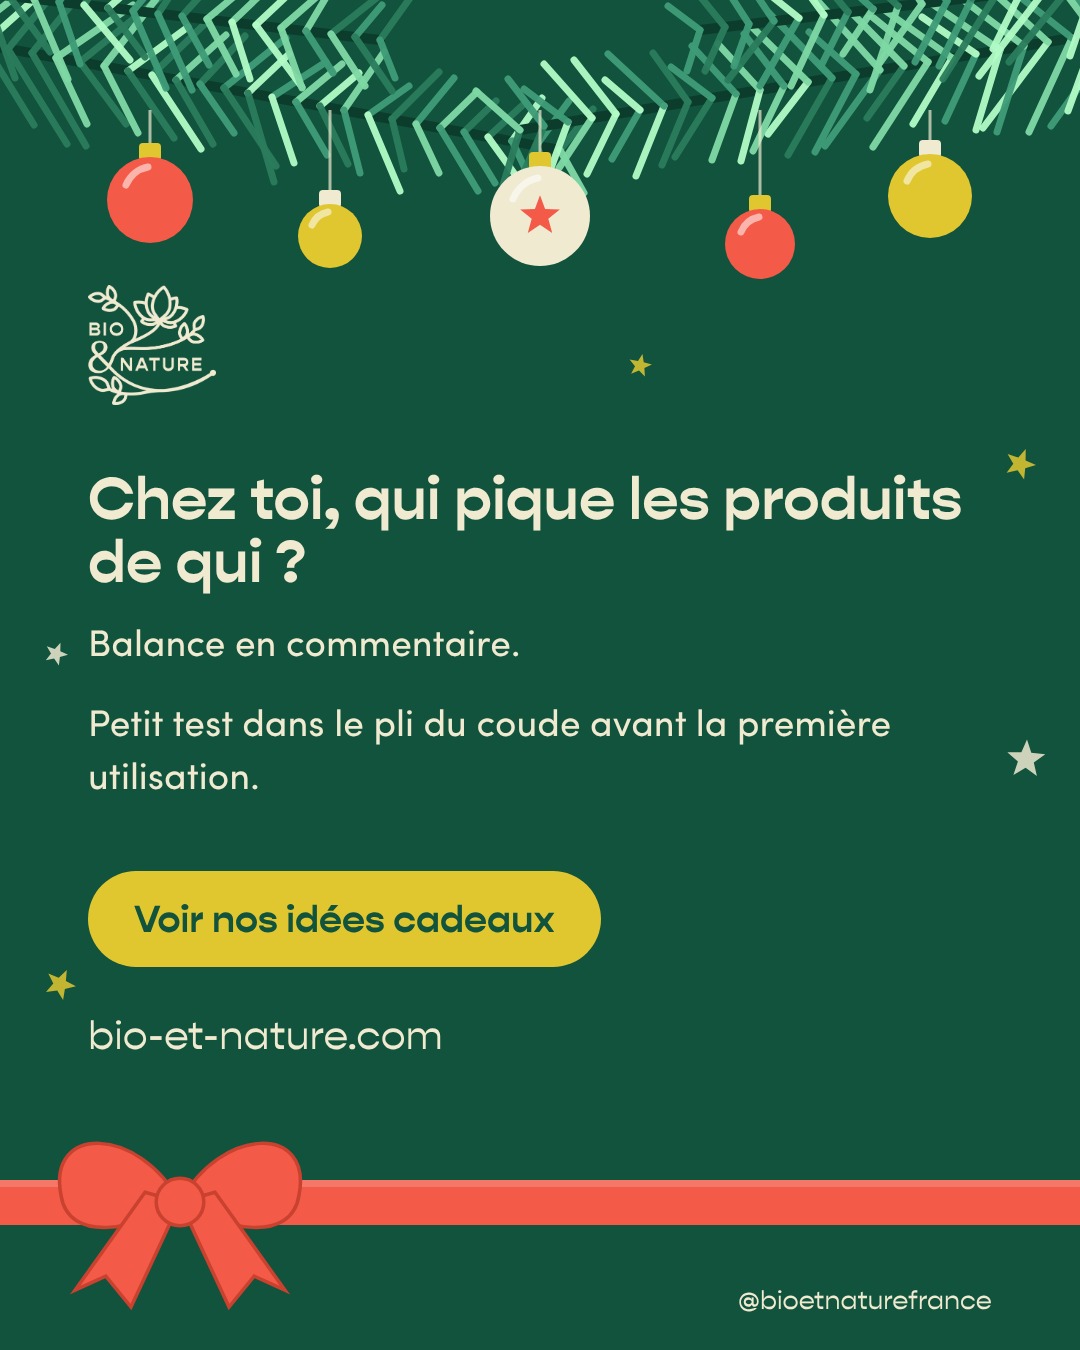 BIO
& NATURE
Chez toi, qui pique les produits
de qui ?
Balance en commentaire.
Petit test dans le pli du coude avant la première
utilisation.
Voir nos idées cadeaux
bio-et-nature.com
@bioetnaturefrance